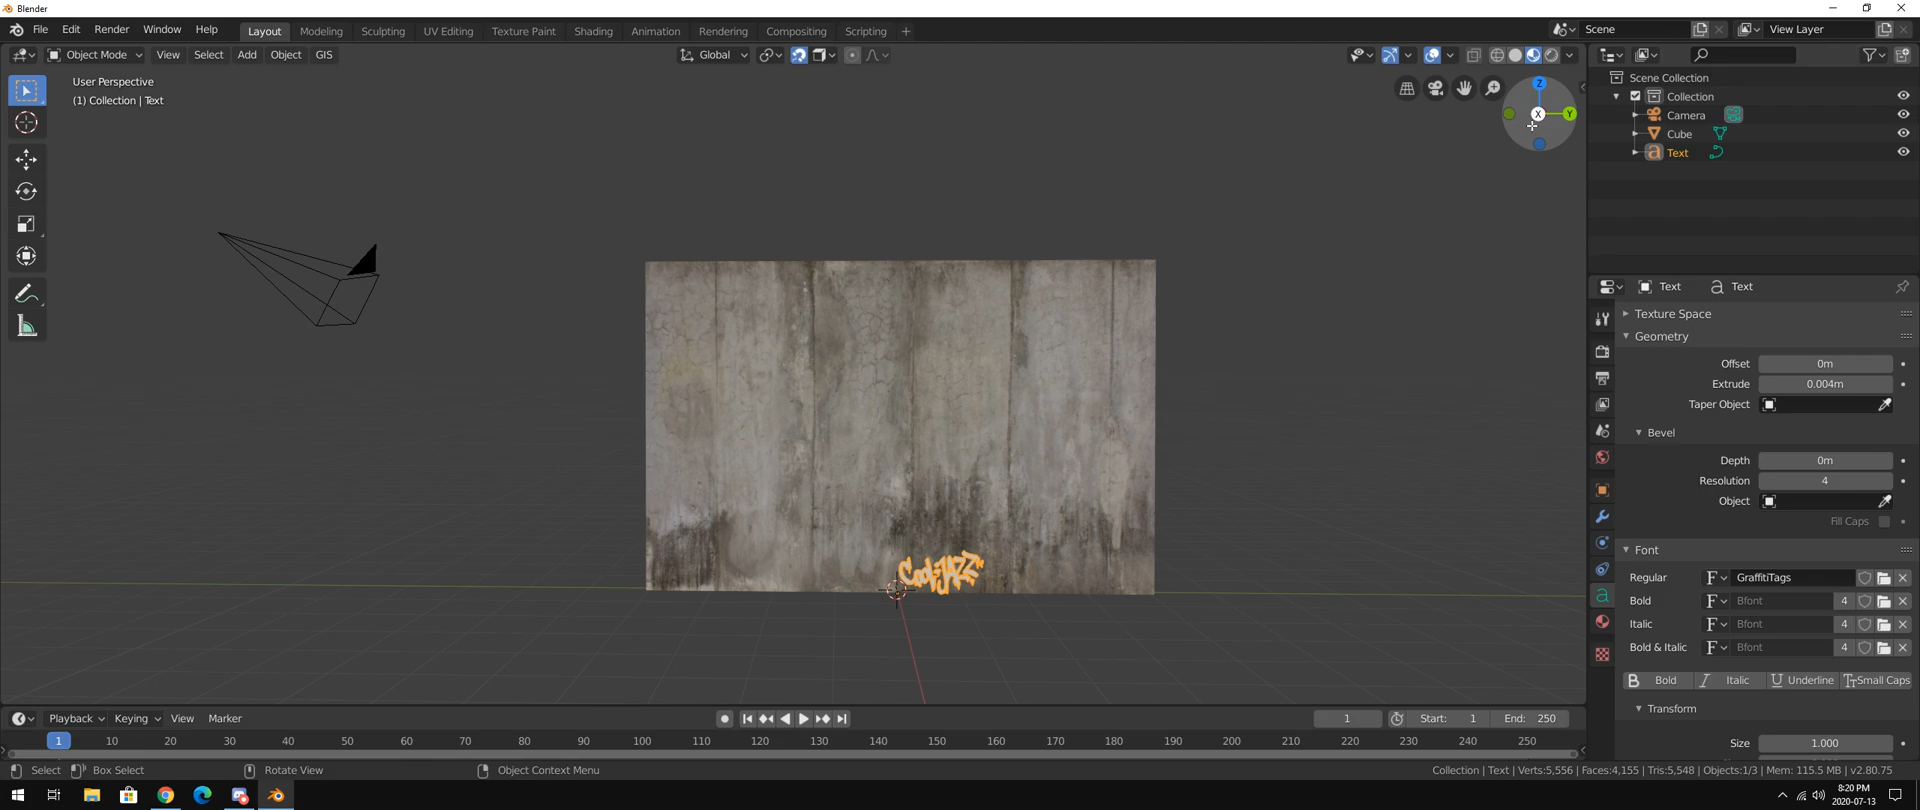 Blender
File Edit Render Window Help Layout Modeling Sculpting UV Editing Texture Paint Shading Animation Rendering Compositing Scripting + Scene View Layer
Object Mode View Select Add Object GIS Global
User Perspective
(1) Collection | Text
Z
X Y
Scene Collection
Collection
Camera
Cube
a Text
Text a Text
Texture Space
Geometry
Offset 0m
Extrude 0.004m
Taper Object
Bevel
Depth 0m
Resolution 4
Object
Fill Caps
Font
Regular F GraffitiTags
Bold F Bfont 4
Italic F Bfont 4
Bold & Italic F Bfont 4
B Bold I Italic U Underline Tт Small Caps
Transform
Size 1.000
Cool JAZZ
Playback Keying View Marker 1 Start: 1 End: 250
1 10 20 30 40 50 60 70 80 90 100 110 120 130 140 150 160 170 180 190 200 210 220 230 240 250
Select Box Select Rotate View Object Context Menu Collection | Text | Verts:5,556 | Faces:4,155 | Tris:5,548 | Objects:1/3 | Mem: 115.5 MB | v2.80.75
8:20 PM
2020-07-13